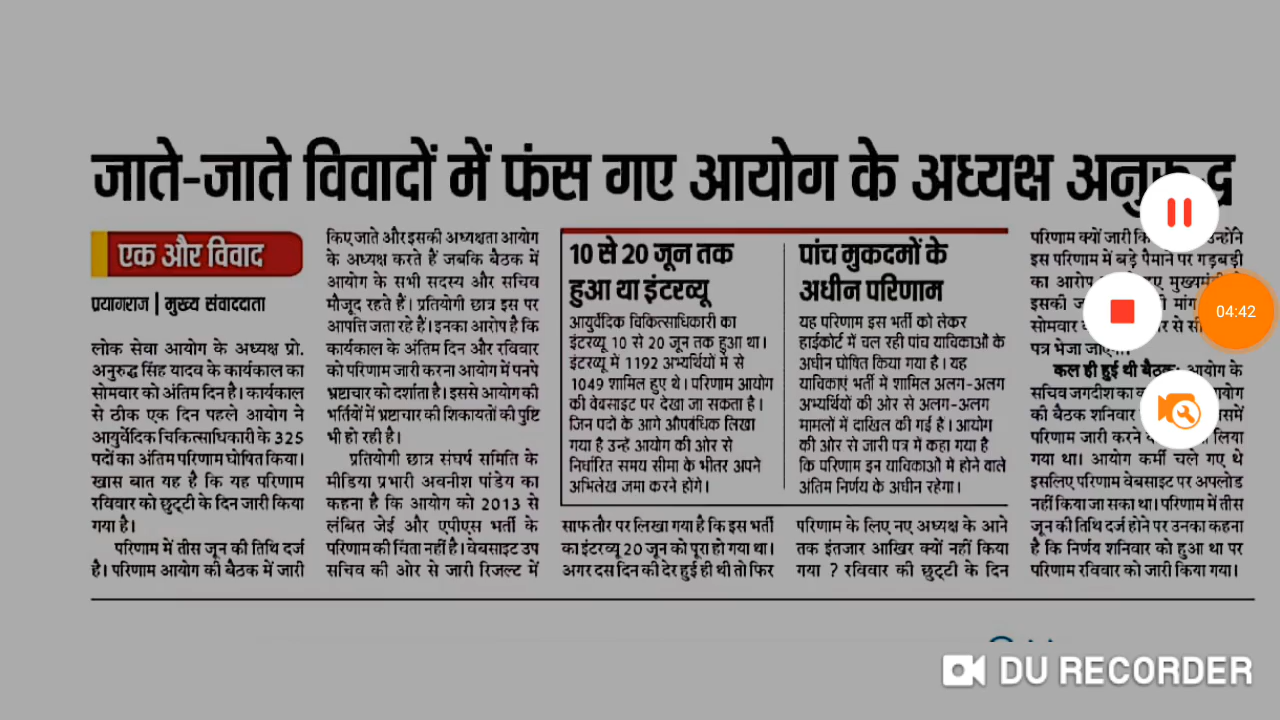 जाते-जाते विवादों में फंस गए आयोग के अध्यक्ष अनुरुद्ध
एक और विवाद
प्रयागराज | मुख्य संवाददाता
लोक सेवा आयोग के अध्यक्ष प्रो.
अनुरुद्ध सिंह यादव के कार्यकाल का
सोमवार को अंतिम दिन है। कार्यकाल
से ठीक एक दिन पहले आयोग ने
आयुर्वेदिक चिकित्साधिकारी के 325
पदों का अंतिम परिणाम घोषित किया।
खास बात यह है कि यह परिणाम
रविवार को छुट्टी के दिन जारी किया
गया है।
परिणाम में तीस जून की तिथि दर्ज
है। परिणाम आयोग की बैठक में जारी
किए जाते और इसकी अध्यक्षता आयोग
के अध्यक्ष करते हैं जबकि बैठक में
आयोग के सभी सदस्य और सचिव
मौजूद रहते हैं। प्रतियोगी छात्र इस पर
आपत्ति जता रहे हैं। इनका आरोप है कि
कार्यकाल के अंतिम दिन और रविवार
को परिणाम जारी करना आयोग में पनपे
भ्रष्टाचार को दर्शाता है। इससे आयोग की
भर्तियों में भ्रष्टाचार की शिकायतों की पुष्टि
भी हो रही है।
प्रतियोगी छात्र संघर्ष समिति के
मीडिया प्रभारी अवनीश पांडेय का
कहना है कि आयोग को 2013 से
लंबित जेई और एपीएस भर्ती के
परिणाम की चिंता नहीं है। वेबसाइट उप
सचिव की ओर से जारी रिजल्ट में
10 से 20 जून तक
हुआ था इंटरव्यू
आयुर्वेदिक चिकित्साधिकारी का
इंटरव्यू 10 से 20 जून तक हुआ था।
इंटरव्यू में 1192 अभ्यर्थियों में से
1049 शामिल हुए थे। परिणाम आयोग
की वेबसाइट पर देखा जा सकता है।
जिन पदों के आगे औपबंधिक लिखा
गया है उन्हें आयोग की ओर से
निर्धारित समय सीमा के भीतर अपने
अभिलेख जमा करने होंगे।
पांच मुकदमों के
अधीन परिणाम
यह परिणाम इस भर्ती को लेकर
हाईकोर्ट में चल रही पांच याचिकाओं के
अधीन घोषित किया गया है। यह
याचिकाएं भर्ती में शामिल अलग-अलग
अभ्यर्थियों की ओर से अलग-अलग
मामलों में दाखिल की गई है। आयोग
की ओर से जारी पत्र में कहा गया है
कि परिणाम इन याचिकाओं में होने वाले
अंतिम निर्णय के अधीन रहेगा।
साफ तौर पर लिखा गया है कि इस भर्ती
का इंटरव्यू 20 जून को पूरा हो गया था।
अगर दस दिन की देर हुई ही थी तो फिर
परिणाम के लिए नए अध्यक्ष के आने
तक इंतजार आखिर क्यों नहीं किया
गया ? रविवार की छुट्टी के दिन
परिणाम क्यों जारी उन्होंने
इस परिणाम में बड़े पैमाने पर गड़बड़ी
का आरोप मुख्यमंत्री से
इसकी मांग
सोमवार से
पत्र भेजा जाएगा।
कल ही हुई थी बैठक: आयोग के
सचिव जगदीश का आयोग
की बैठक शनिवार
परिणाम जारी करने लिया
गया था। आयोग कर्मी चले गए थे
इसलिए परिणाम वेबसाइट पर अपलोड
नहीं किया जा सका था। परिणाम में तीस
जून की तिथि दर्ज होने पर उनका कहना
है कि निर्णय शनिवार को हुआ था पर
परिणाम रविवार को जारी किया गया।
04:42
DU RECORDER